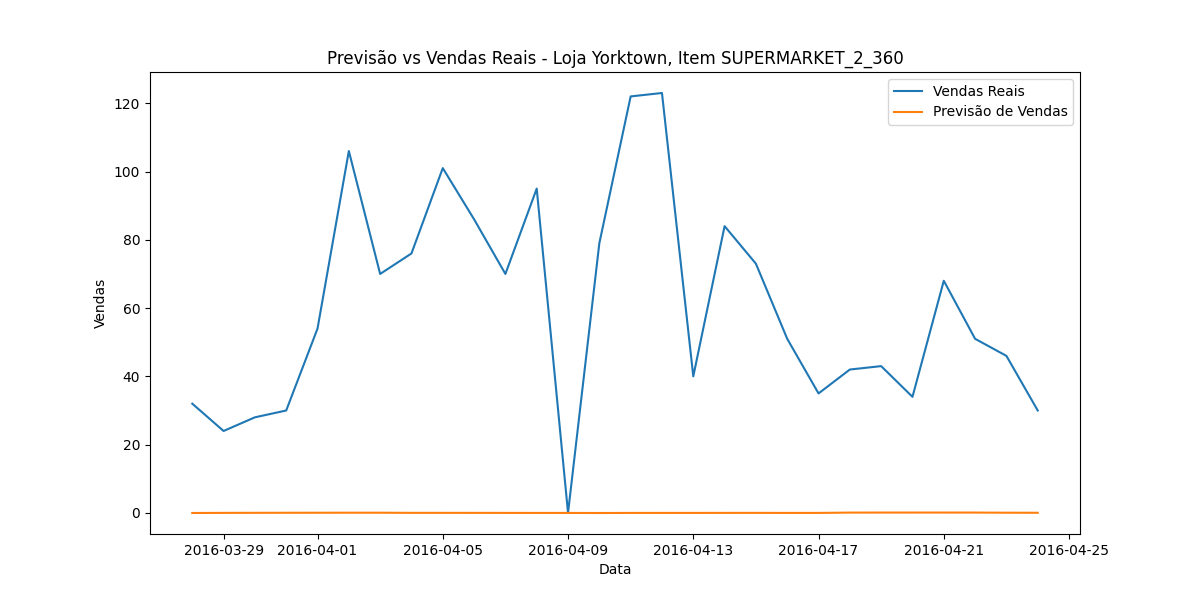 Previsão vs Vendas Reais - Loja Yorktown, Item SUPERMARKET_2_360
Vendas Reais
Previsão de Vendas
120
100
80
60
40
20
0
Vendas
2016-03-29 2016-04-01 2016-04-05 2016-04-09 2016-04-13 2016-04-17 2016-04-21 2016-04-25
Data